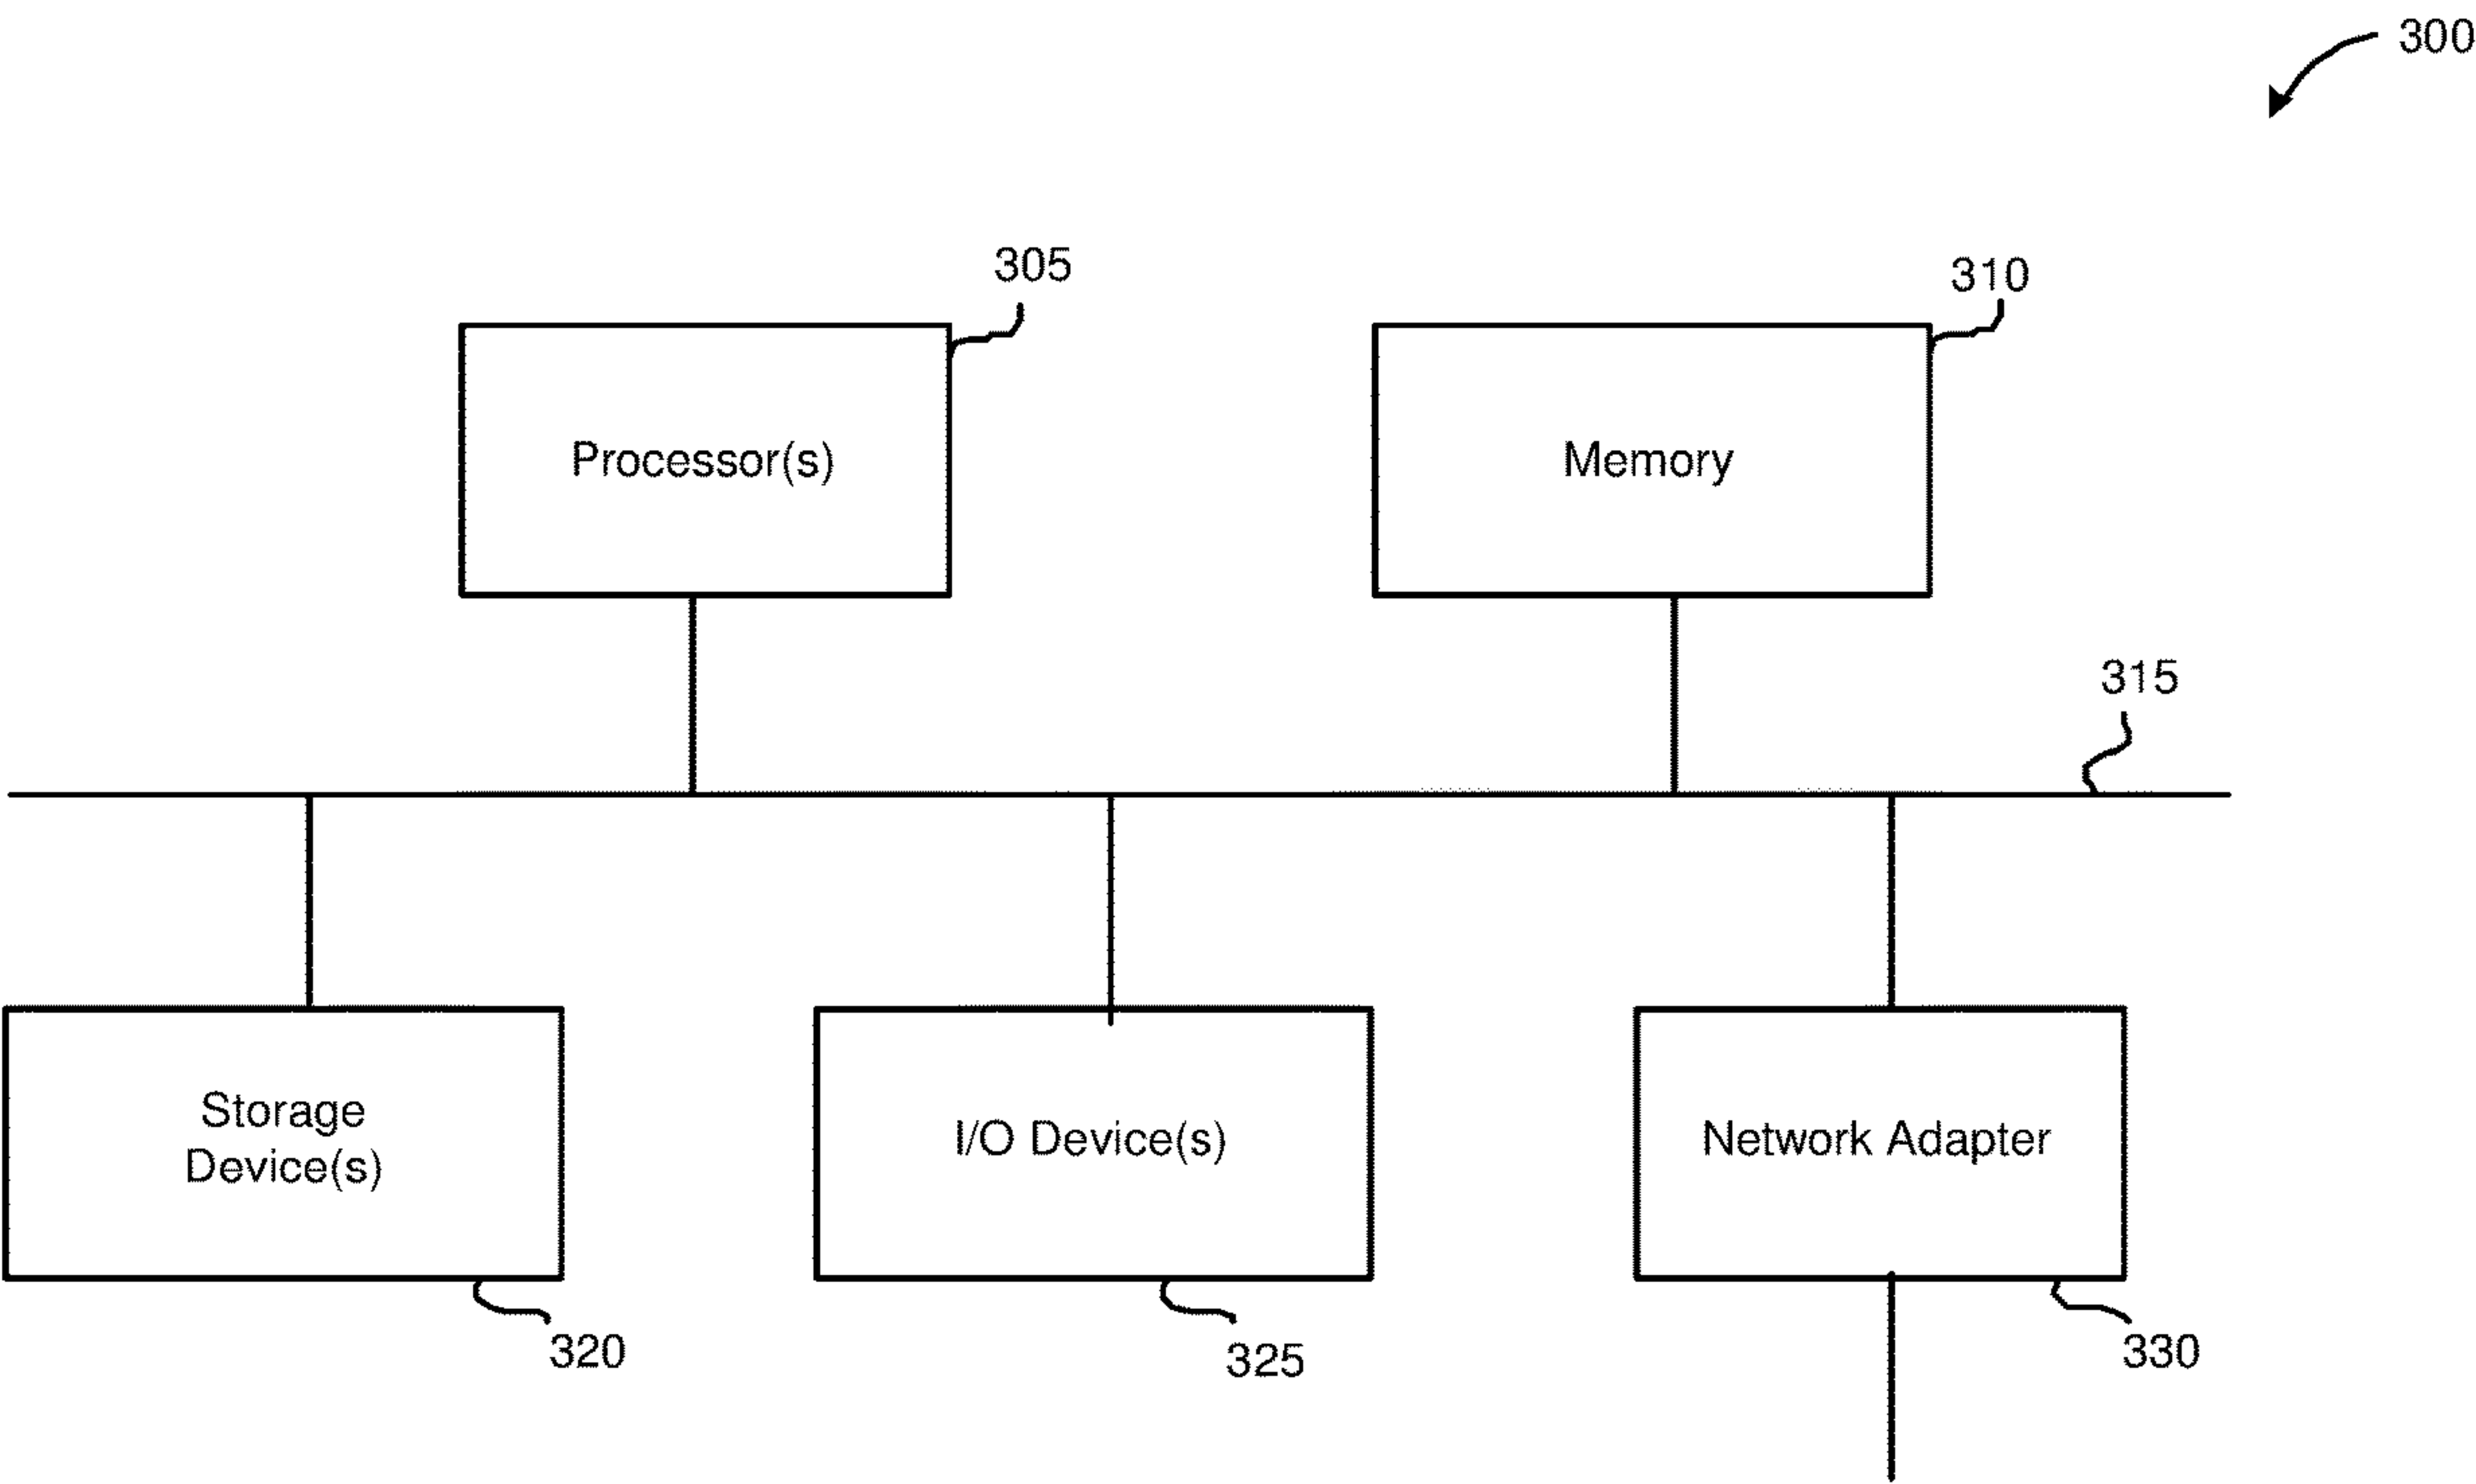 300
305
310
Processor(s)
Memory
315
Storage
Device(s)
I/O Device(s)
Network Adapter
320
325
330